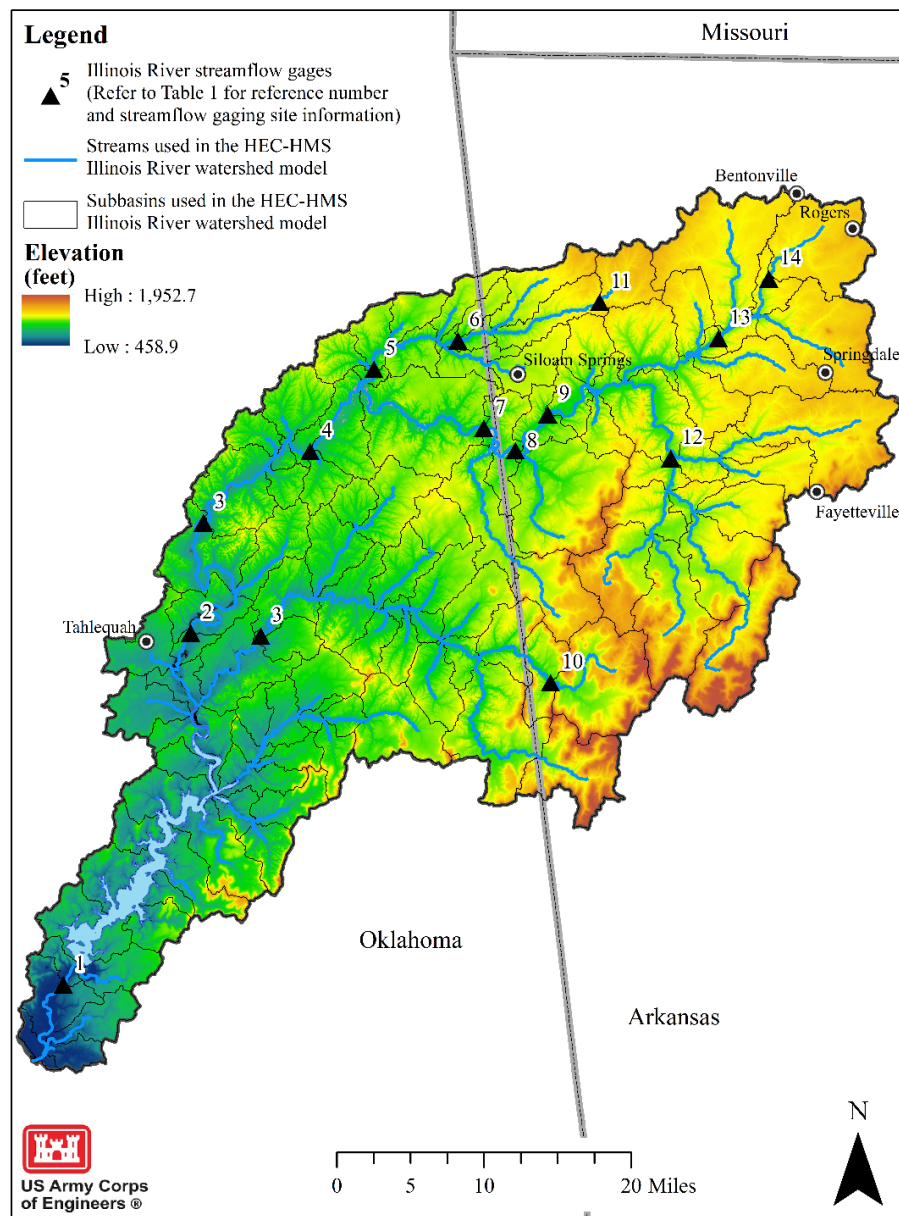 Legend
5
Illinois River streamflow gages
(Refer to Table 1 for reference number
and streamflow gaging site information)
Streams used in the HEC-HMS
Illinois River watershed model
Subbasins used in the HEC-HMS
Illinois River watershed model
Elevation
(feet)
High : 1,952.7
Low : 458.9
Missouri
Bentonville
Rogers
14
11
13
6
5
Siloam Springs
Springdale
9
7
4
8
12
Fayetteville
3
2
3
Tahlequah
10
Oklahoma
1
Arkansas
N
US Army Corps
of Engineers ®
0 5 10 20 Miles